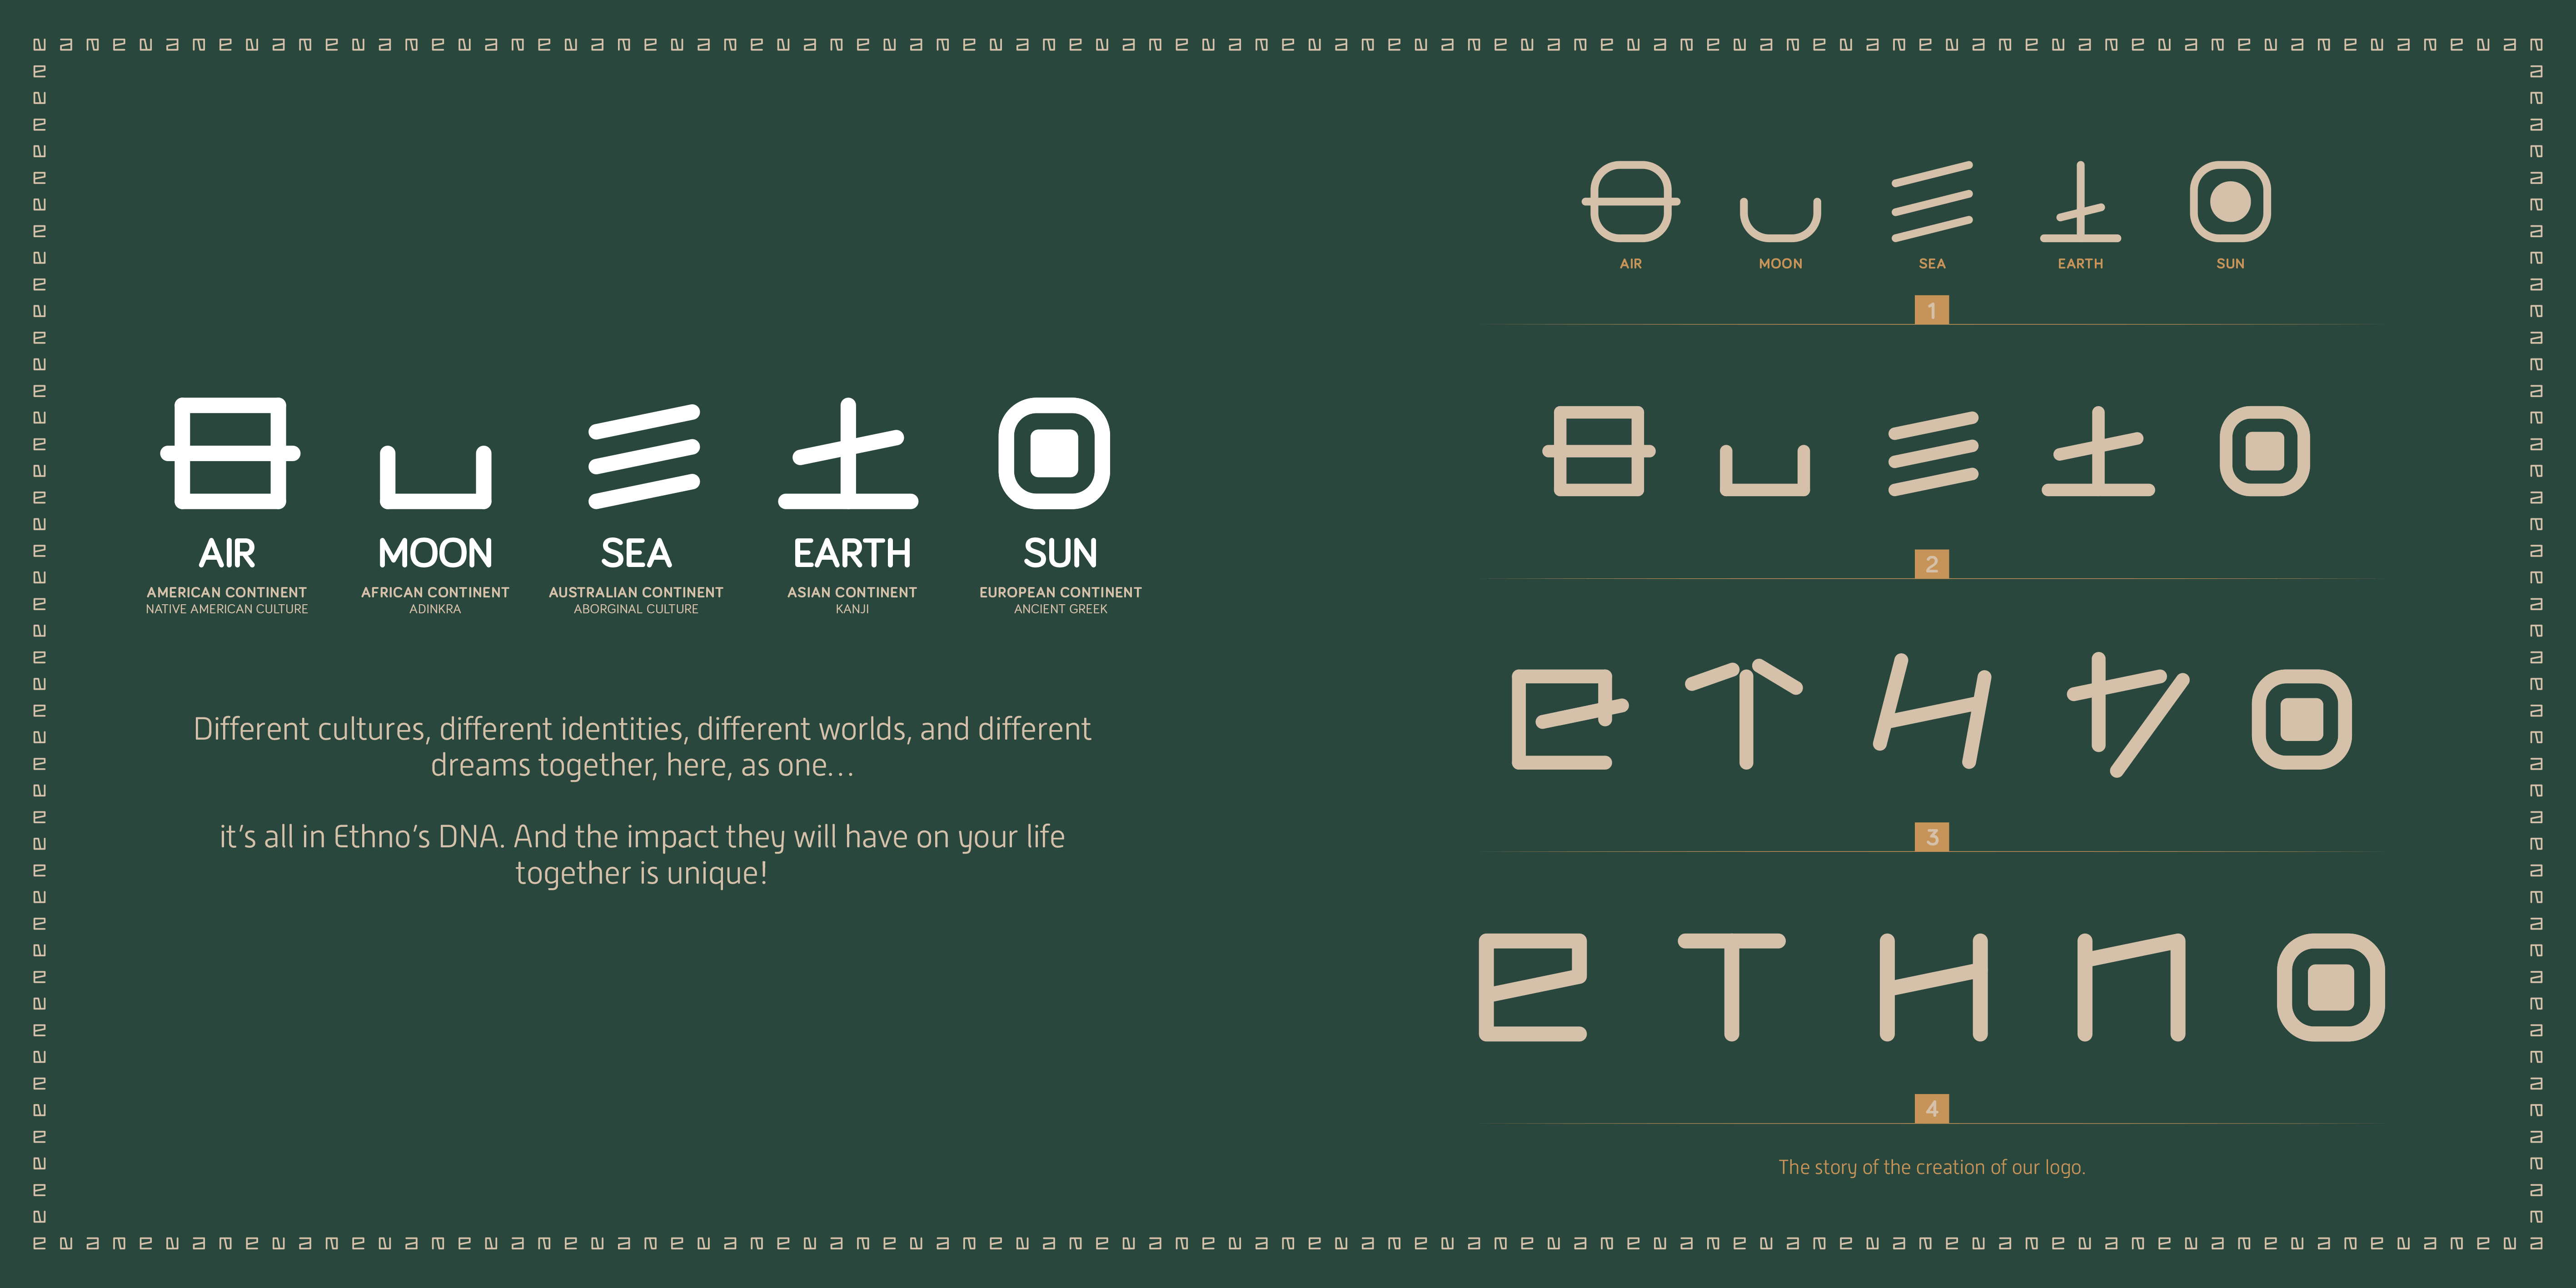 AIR MOON SEA EARTH SUN
AMERICAN CONTINENT AFRICAN CONTINENT AUSTRALIAN CONTINENT ASIAN CONTINENT EUROPEAN CONTINENT
NATIVE AMERICAN CULTURE ADINKRA ABORGINAL CULTURE KANJI ANCIENT GREEK
Different cultures, different identities, different worlds, and different
dreams together, here, as one...
it's all in Ethno's DNA. And the impact they will have on your life
together is unique!
AIR MOON SEA EARTH SUN
1
2
3
eTHnO
4
The story of the creation of our logo.